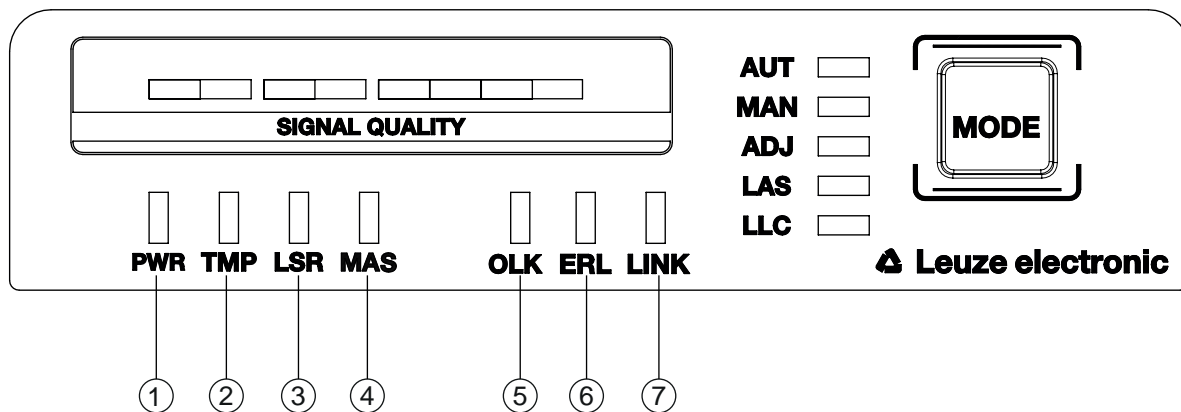 SIGNAL QUALITY
AUT
MAN
ADJ
LAS
LLC
MODE
PWR TMP LSR MAS OLK ERL LINK
Leuze electronic
1 2 3 4 5 6 7